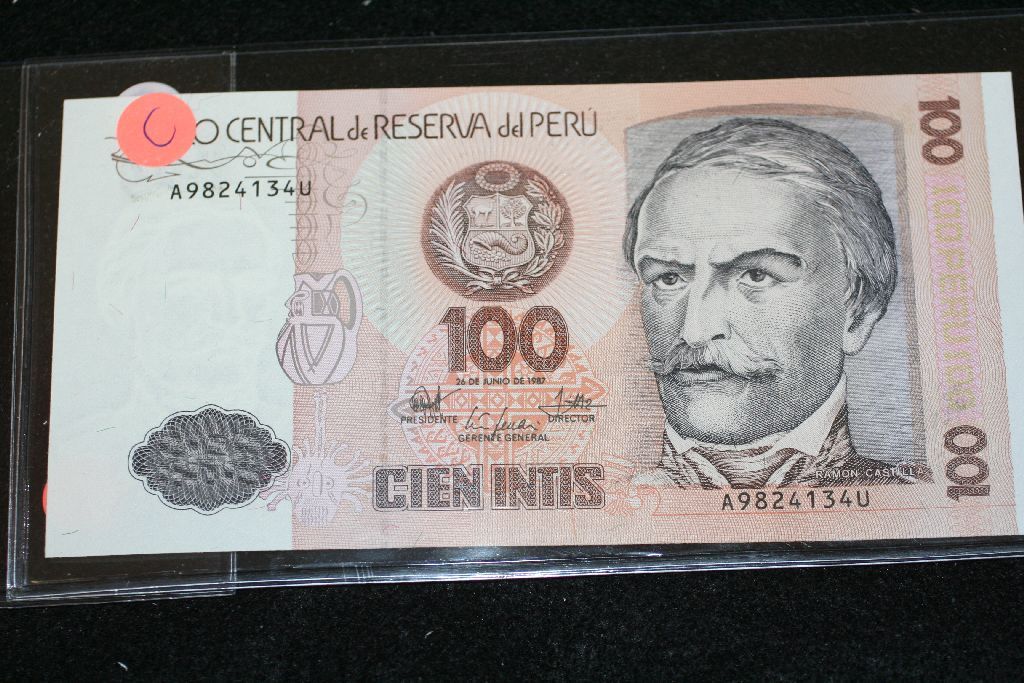 O CENTRAL de RESERVA del PERÚ
A9824134U
100
26 DE JUNIO DE 1987
PRESIDENTE
DIRECTOR
GERENTE GENERAL
CIEN INTIS
RAMON CASTILLA
A9824134U
100
100